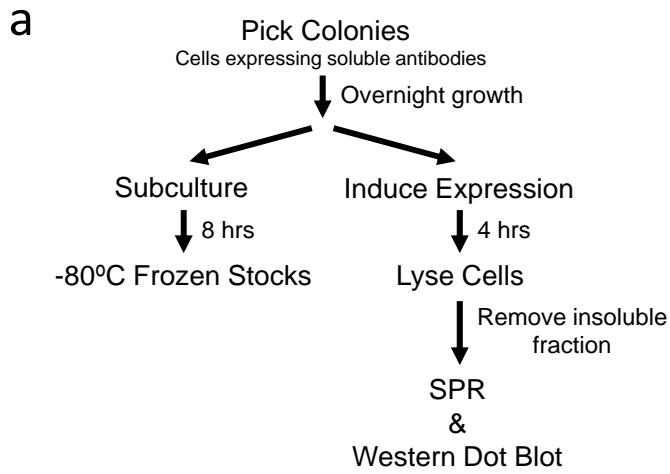 a
Pick Colonies
Cells expressing soluble antibodies
Overnight growth
Subculture
Induce Expression
8 hrs
4 hrs
-80ºC Frozen Stocks
Lyse Cells
Remove insoluble
fraction
SPR
&
Western Dot Blot